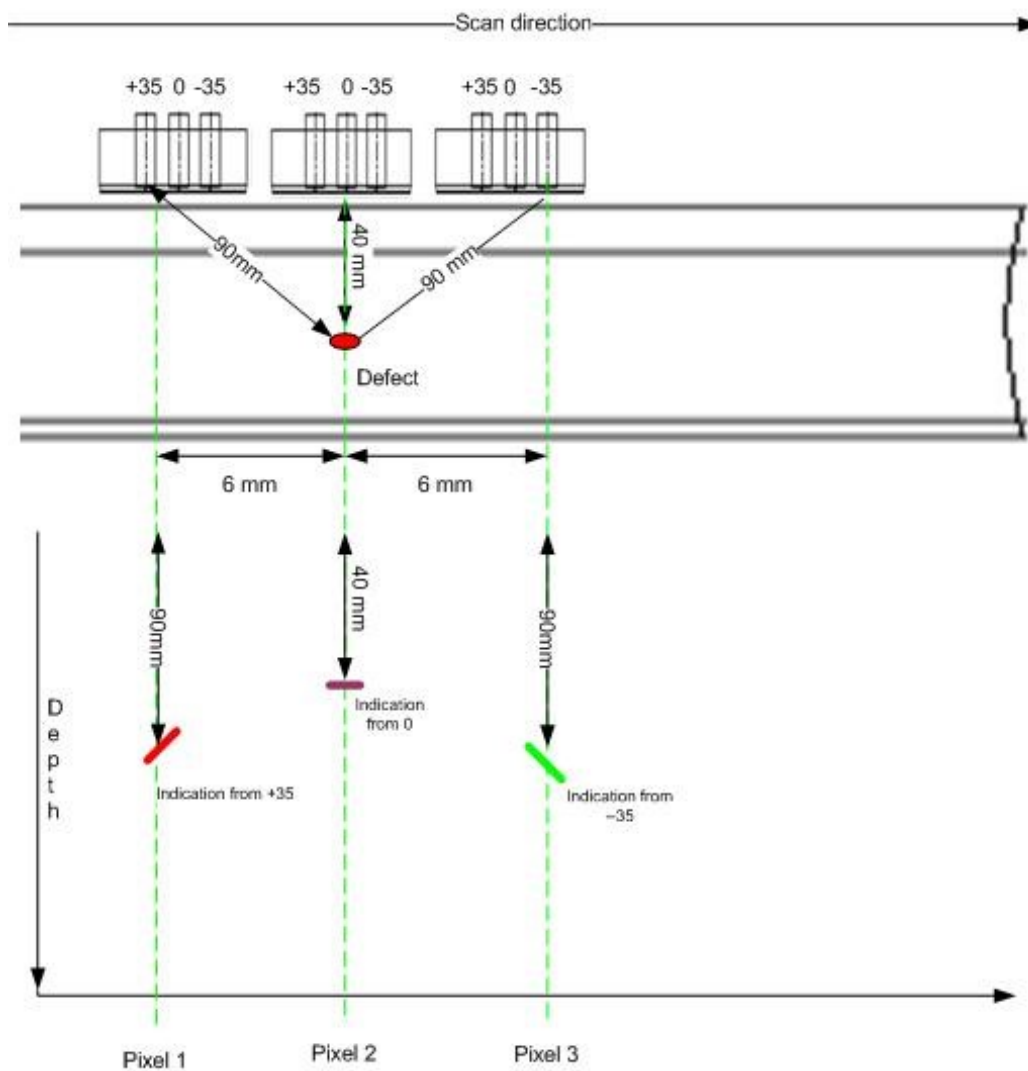 Scan direction
+35 0 -35
+35 0 -35
+35 0 -35
90mm
40 mm
90 mm
Defect
6 mm
6 mm
90mm
40 mm
90mm
Depth
Indication
from 0
Indication from +35
Indication from
–35
Pixel 1
Pixel 2
Pixel 3